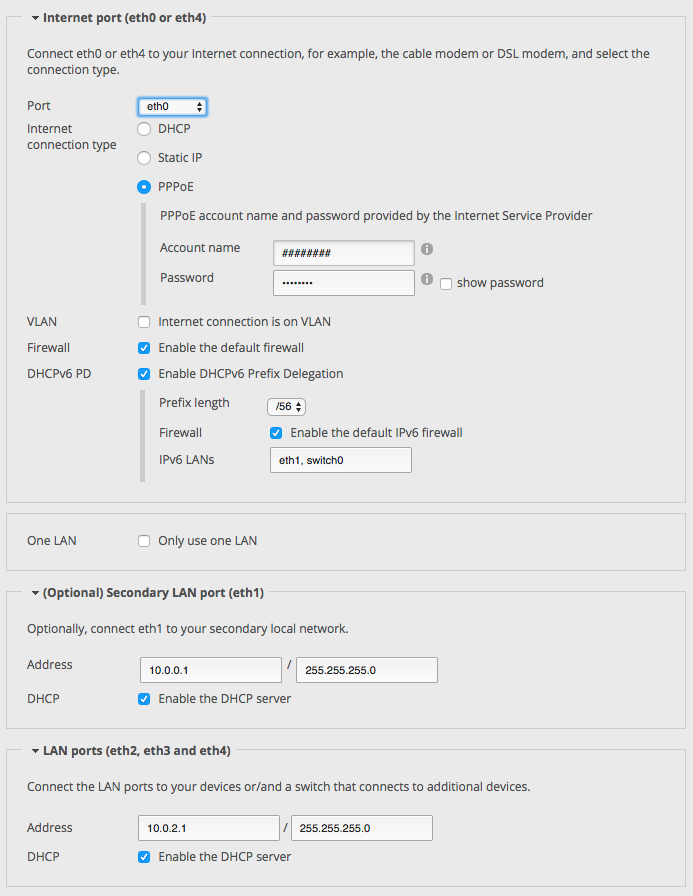 Internet port (eth0 or eth4)
Connect eth0 or eth4 to your Internet connection, for example, the cable modem or DSL modem, and select the
connection type.
Port
eth0
Internet
connection type
DHCP
Static IP
PPPoE
PPPoE account name and password provided by the Internet Service Provider
Account name
########
Password
••••••••
show password
VLAN
Internet connection is on VLAN
Firewall
Enable the default firewall
DHCPv6 PD
Enable DHCPv6 Prefix Delegation
Prefix length
/56
Firewall
Enable the default IPv6 firewall
IPv6 LANs
eth1, switch0
One LAN
Only use one LAN
(Optional) Secondary LAN port (eth1)
Optionally, connect eth1 to your secondary local network.
Address
10.0.0.1 / 255.255.255.0
DHCP
Enable the DHCP server
LAN ports (eth2, eth3 and eth4)
Connect the LAN ports to your devices or/and a switch that connects to additional devices.
Address
10.0.2.1 / 255.255.255.0
DHCP
Enable the DHCP server